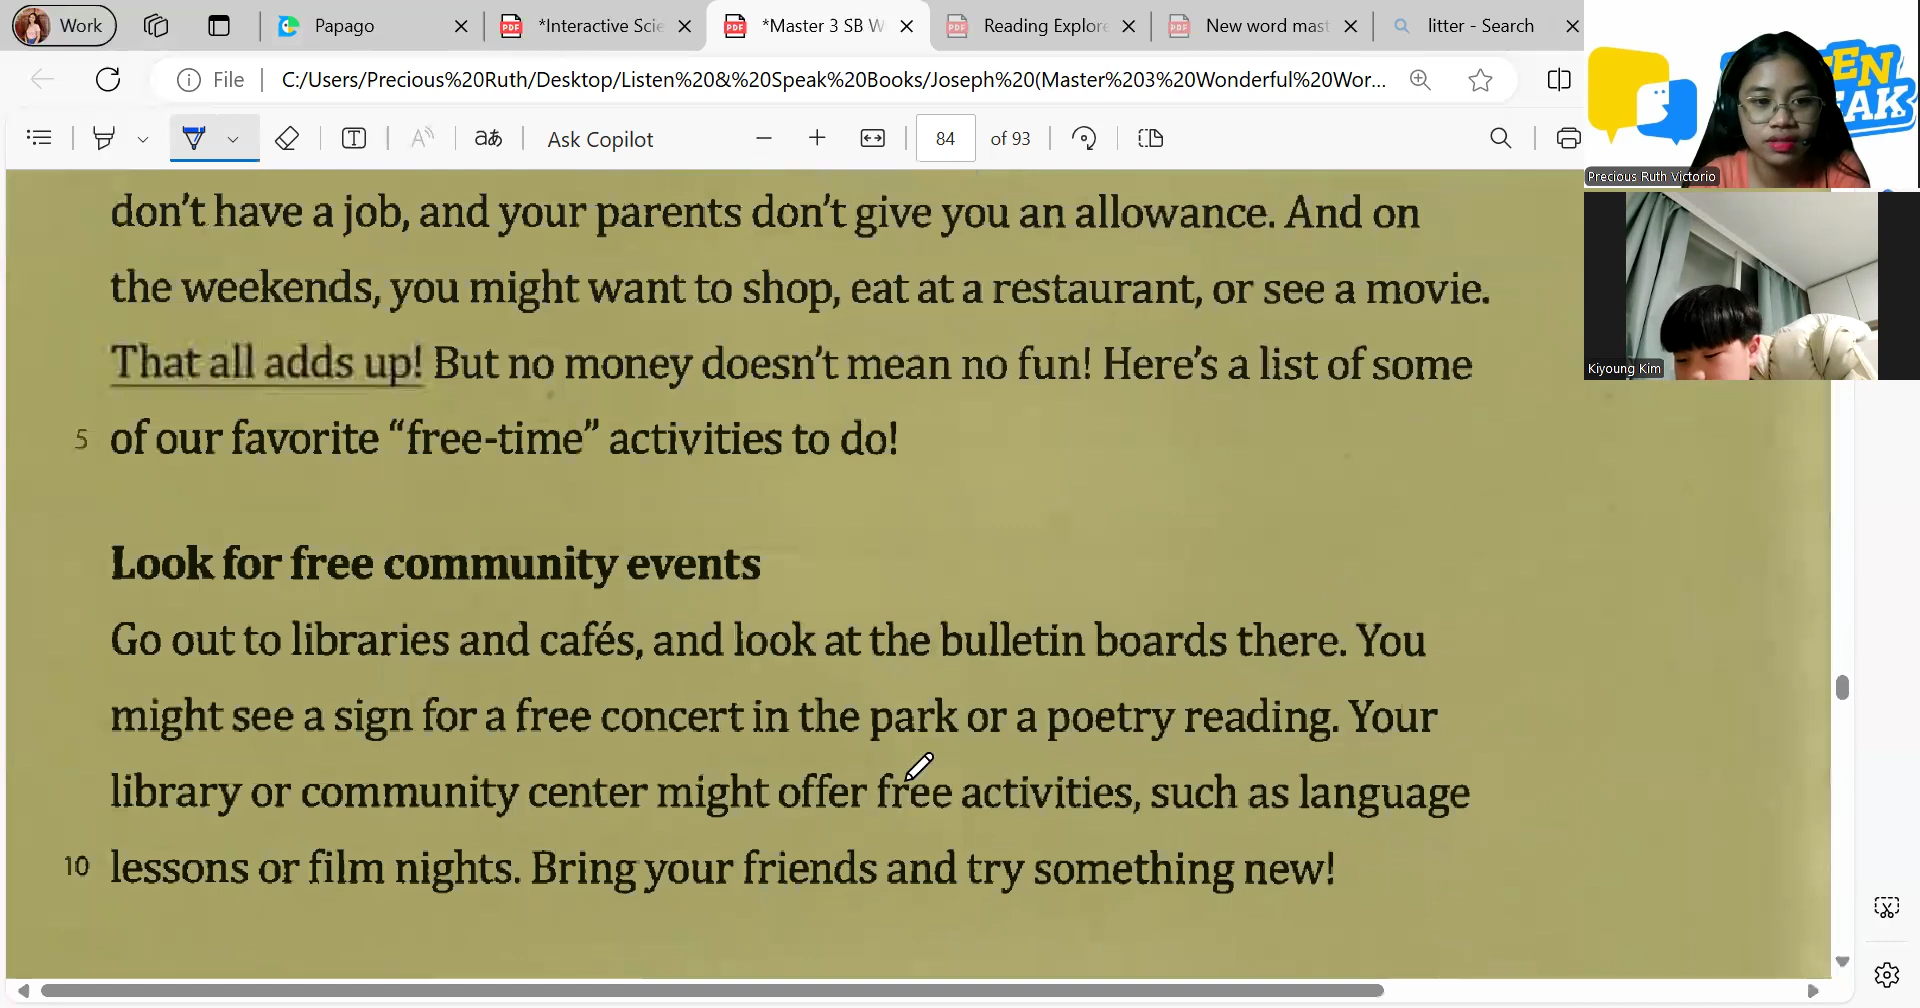 Work
Papago
*Interactive Scie
*Master 3 SB W
Reading Explore
New word mast
litter - Search
File
C:/Users/Precious%20Ruth/Desktop/Listen%20&%20Speak%20Books/Joseph%20(Master%203%20Wonderful%20Wor...
Ask Copilot
84
of 93
EN
EAK
Precious Ruth Victorio
Kiyoung Kim
don't have a job, and your parents don't give you an allowance. And on
the weekends, you might want to shop, eat at a restaurant, or see a movie.
That all adds up! But no money doesn't mean no fun! Here's a list of some
5 of our favorite “free-time” activities to do!
Look for free community events
Go out to libraries and cafés, and look at the bulletin boards there. You
might see a sign for a free concert in the park or a poetry reading. Your
library or community center might offer free activities, such as language
10 lessons or film nights. Bring your friends and try something new!